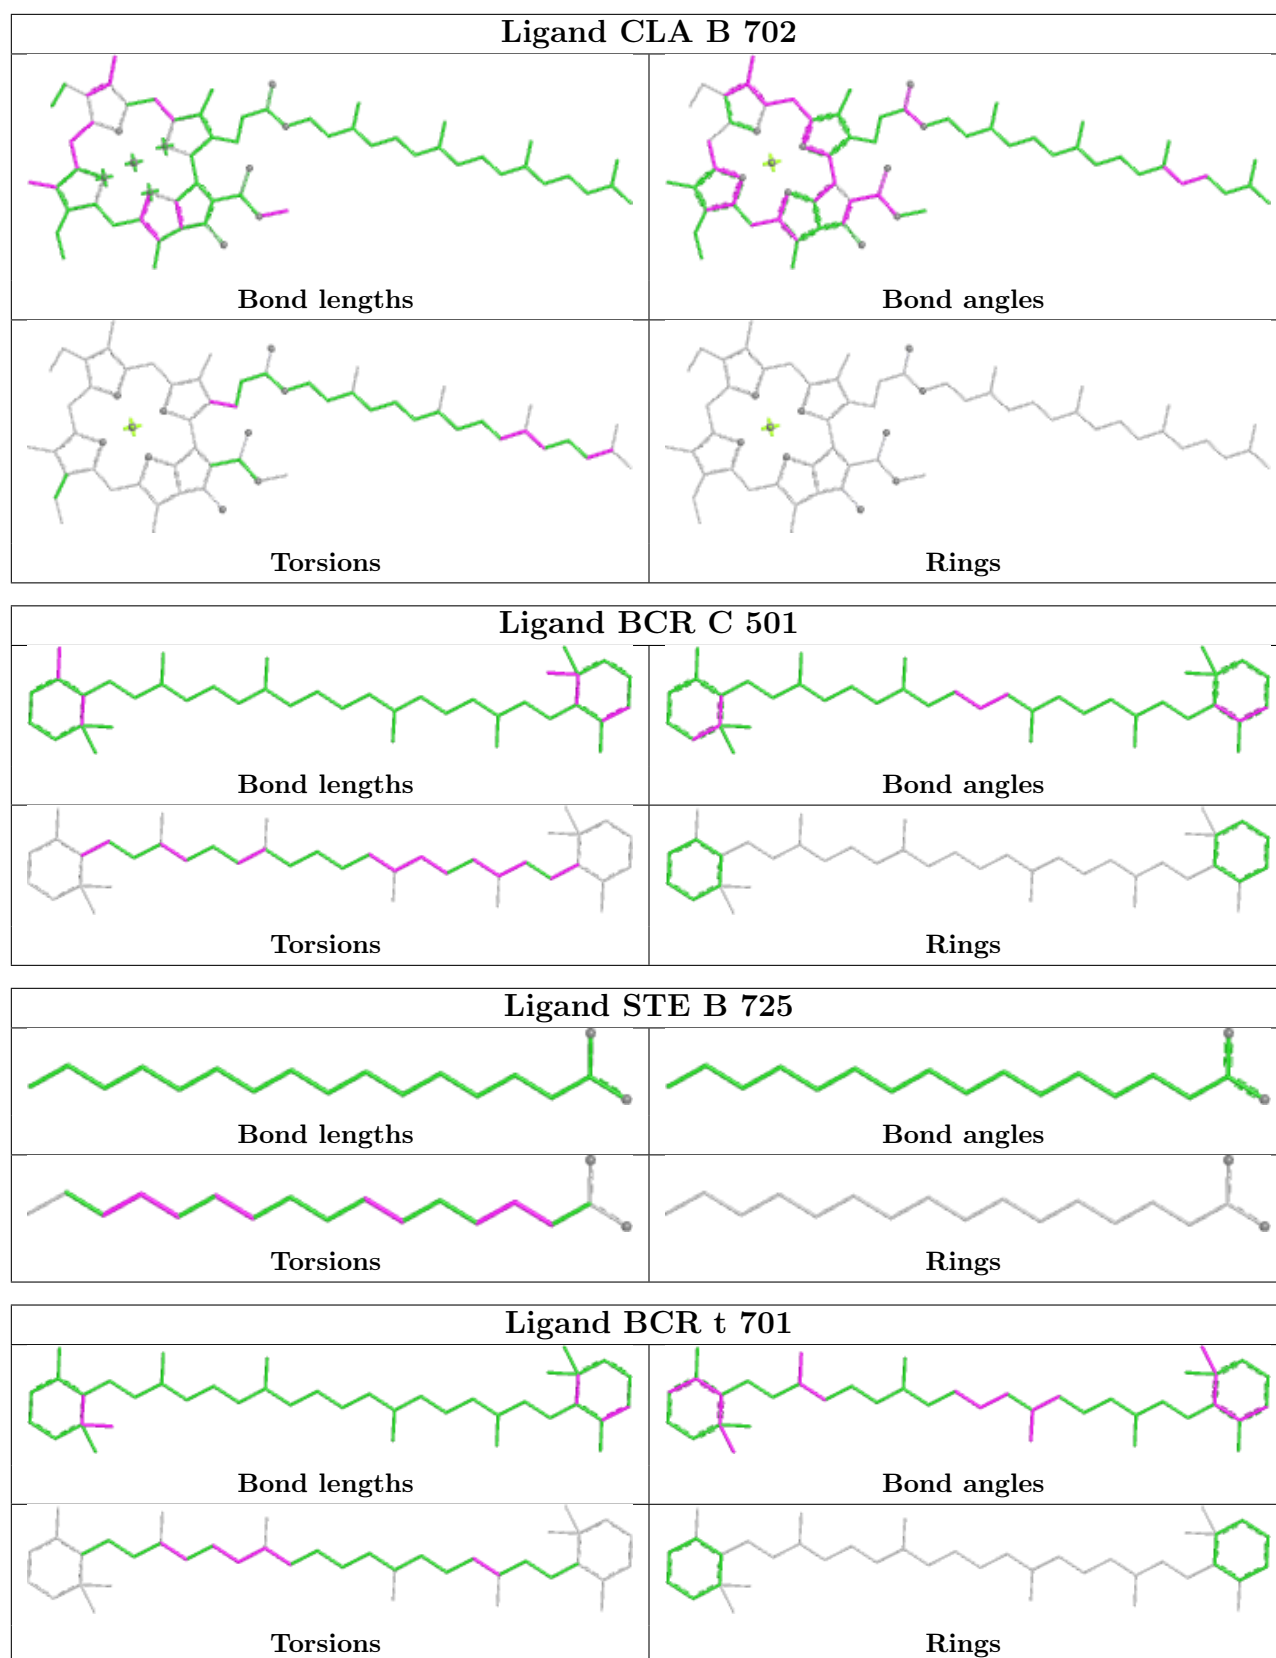 Ligand CLA B 702
Bond lengths
Bond angles
Torsions
Rings
Ligand BCR C 501
Bond lengths
Bond angles
Torsions
Rings
Ligand STE B 725
Bond lengths
Bond angles
Torsions
Rings
Ligand BCR t 701
Bond lengths
Bond angles
Torsions
Rings